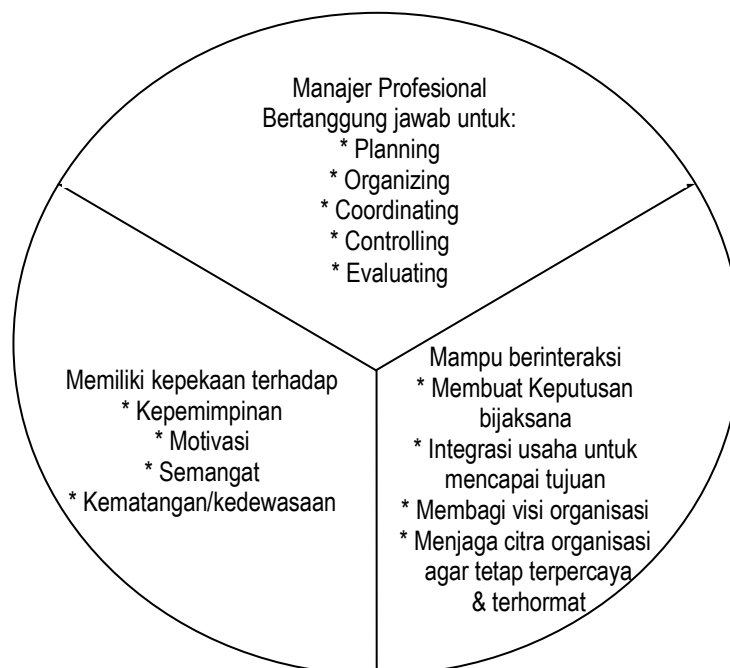 Manajer Profesional
Bertanggung jawab untuk:
* Planning
* Organizing
* Coordinating
* Controlling
* Evaluating
Memiliki kepekaan terhadap
* Kepemimpinan
* Motivasi
* Semangat
* Kematangan/kedewasaan
Mampu berinteraksi
* Membuat Keputusan
bijaksana
* Integrasi usaha untuk
mencapai tujuan
* Membagi visi organisasi
* Menjaga citra organisasi
agar tetap terpercaya
& terhormat